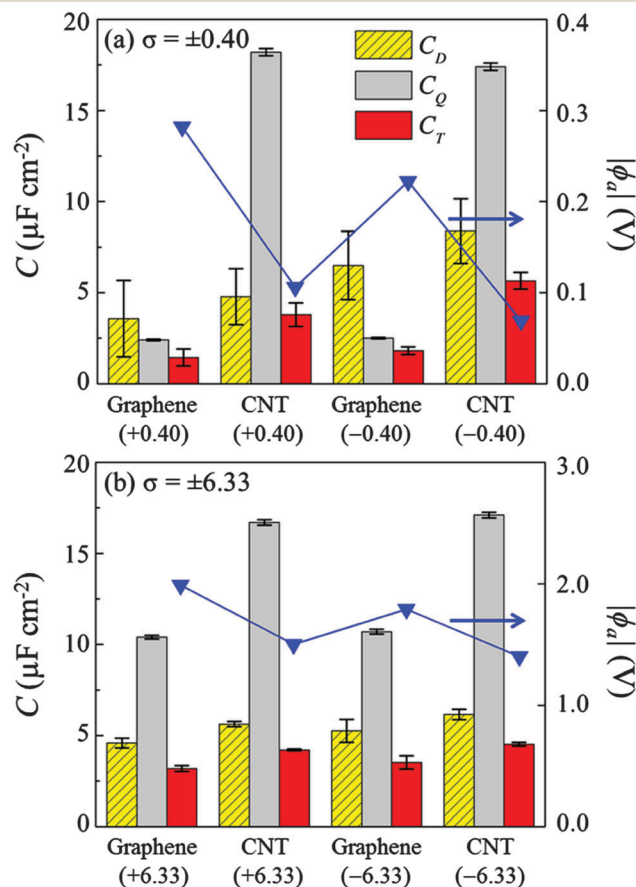 (a) σ = ±0.40
C_D
C_Q
C_T
20
15
10
5
0
C (µF cm⁻²)
0.4
0.3
0.2
0.1
0.0
|ϕₐ| (V)
Graphene CNT Graphene CNT
(+0.40) (+0.40) (−0.40) (−0.40)
(b) σ = ±6.33
20
15
10
5
0
C (µF cm⁻²)
3.0
2.0
1.0
0.0
|ϕₐ| (V)
Graphene CNT Graphene CNT
(+6.33) (+6.33) (−6.33) (−6.33)